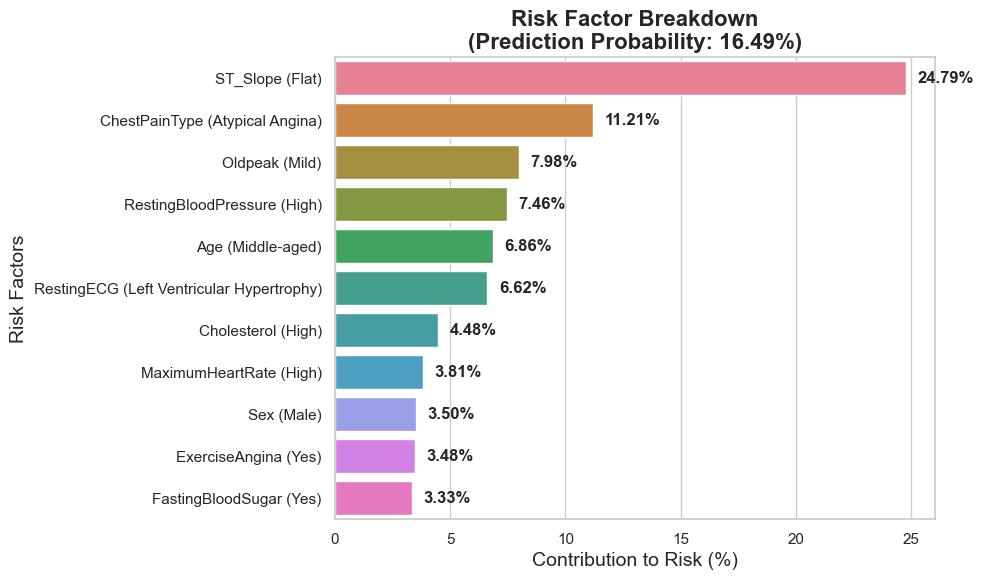 Risk Factor Breakdown
(Prediction Probability: 16.49%)
Risk Factors
ST_Slope (Flat) 24.79%
ChestPainType (Atypical Angina) 11.21%
Oldpeak (Mild) 7.98%
RestingBloodPressure (High) 7.46%
Age (Middle-aged) 6.86%
RestingECG (Left Ventricular Hypertrophy) 6.62%
Cholesterol (High) 4.48%
MaximumHeartRate (High) 3.81%
Sex (Male) 3.50%
ExerciseAngina (Yes) 3.48%
FastingBloodSugar (Yes) 3.33%
0 5 10 15 20 25
Contribution to Risk (%)